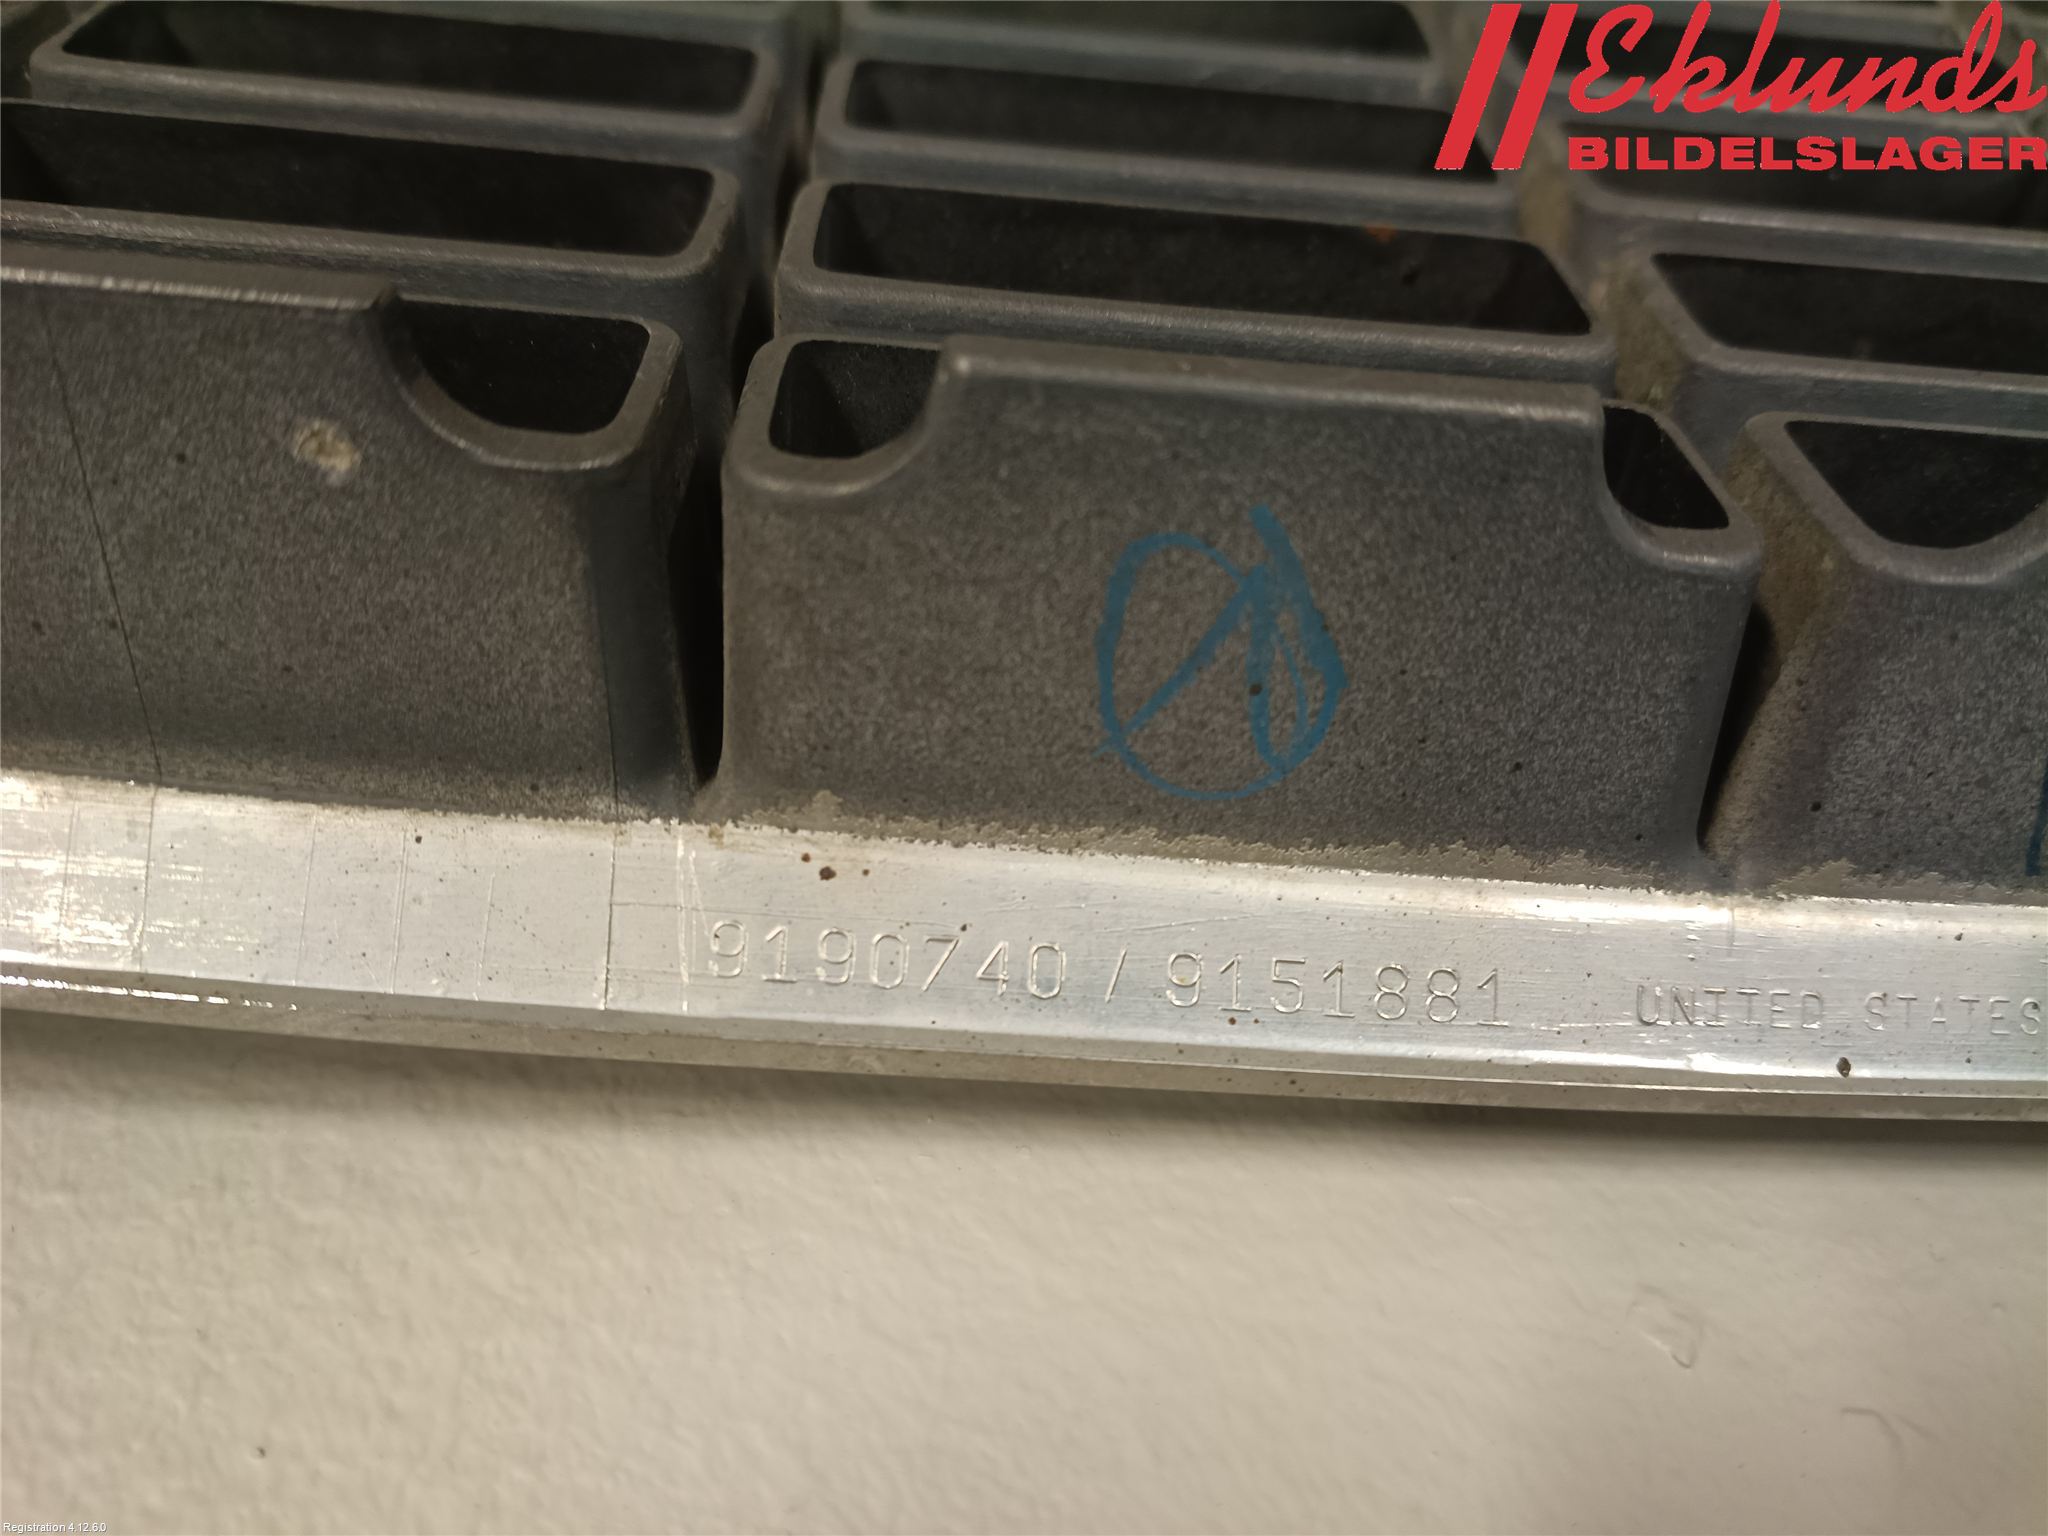 Eklunds
BILDELSLAGER
9190740 / 9151881 UNITED STATES
Registration 4.12.6.0